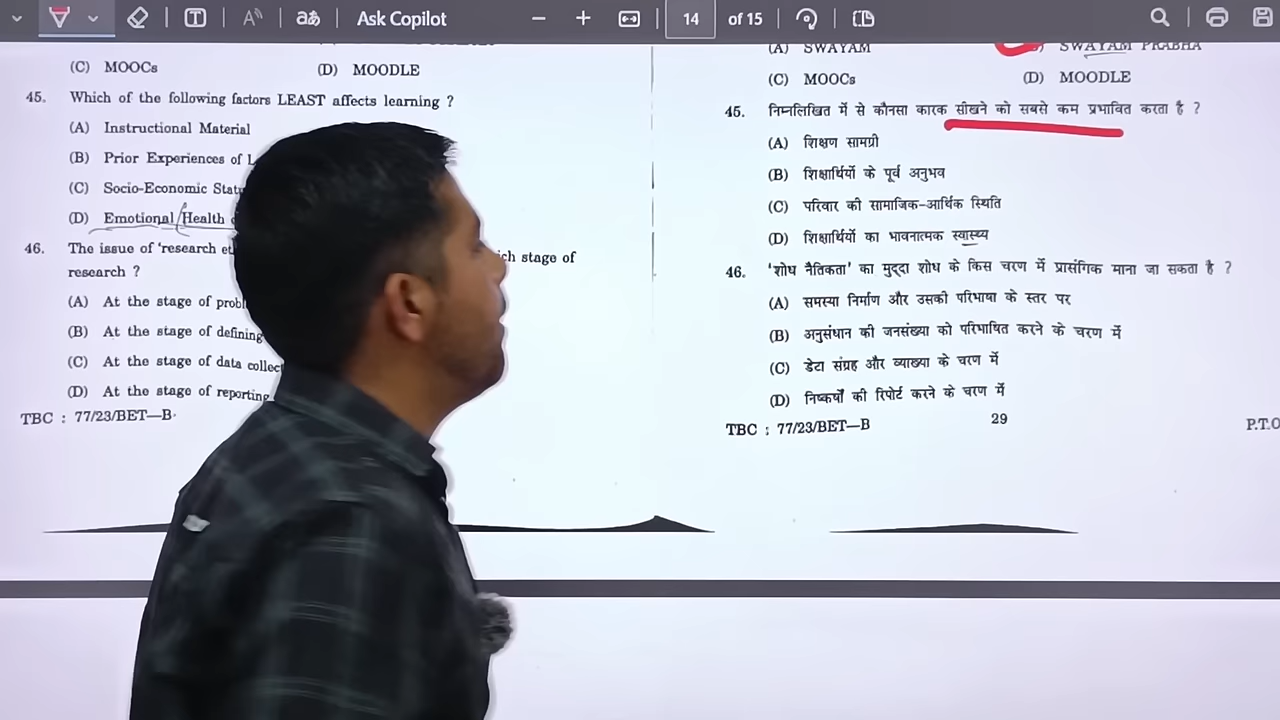 Ask Copilot
14 of 15
(C) MOOCs (D) MOODLE
45. Which of the following factors LEAST affects learning ?
(A) Instructional Material
(B) Prior Experiences of
(C) Socio-Economic
(D) Emotional Health
46. The issue of 'research stage of
research ?
(A) At the stage of
(B) At the stage of defining
(C) At the stage of data
(D) At the stage of reporting
TBC : 77/23/BET—B
(A) SWAYAM SWAYAM PRABHA
(C) MOOCs (D) MOODLE
45. निम्नलिखित में से कौनसा कारक सीखने को सबसे कम प्रभावित करता है ?
(A) शिक्षण सामग्री
(B) शिक्षार्थियों के पूर्व अनुभव
(C) परिवार की सामाजिक-आर्थिक स्थिति
(D) शिक्षार्थियों का भावनात्मक स्वास्थ्य
46. 'शोध नैतिकता' का मुद्दा शोध के किस चरण में प्रासंगिक माना जा सकता है ?
(A) समस्या निर्माण और उसकी परिभाषा के स्तर पर
(B) अनुसंधान की जनसंख्या को परिभाषित करने के चरण में
(C) डेटा संग्रह और व्याख्या के चरण में
(D) निष्कर्षों की रिपोर्ट करने के चरण में
TBC : 77/23/BET—B 29 P.T.O